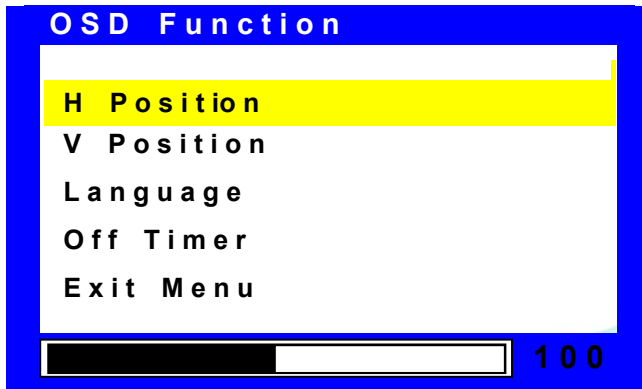 OSD Function
H Position
V Position
Language
Off Timer
Exit Menu
100